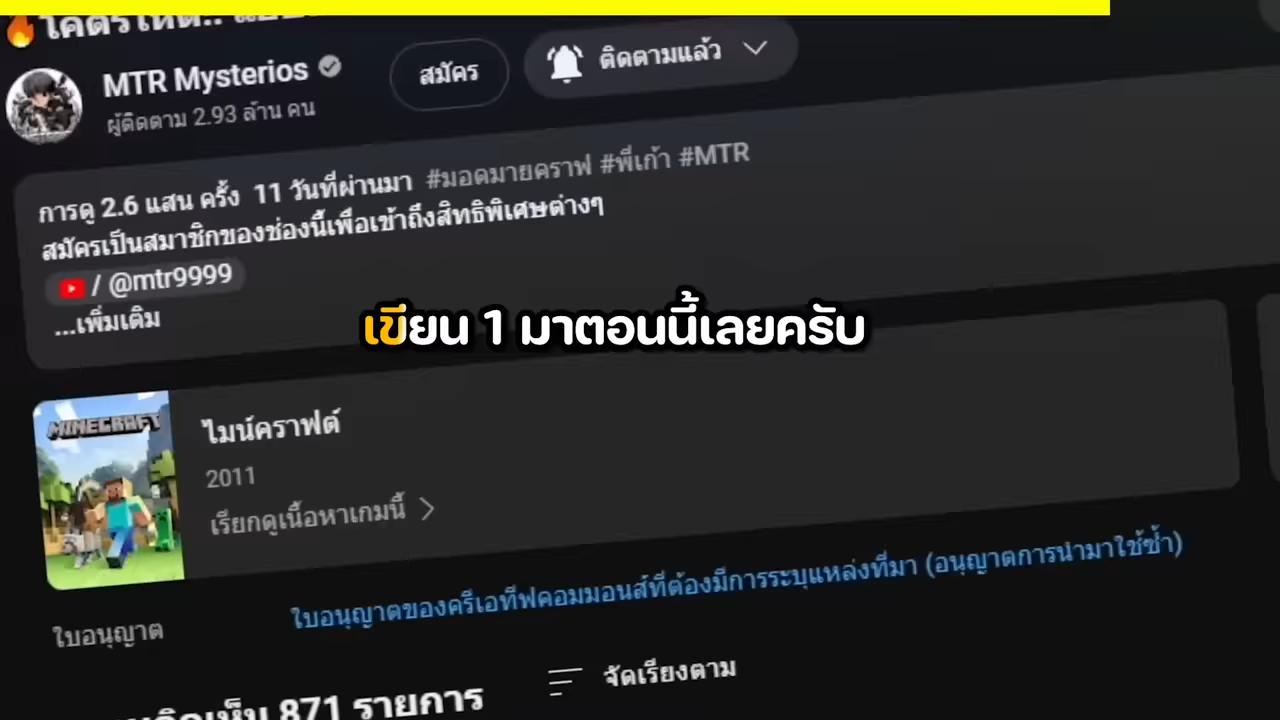 MTR Mysterios
ผู้ติดตาม 2.93 ล้าน คน
สมัคร
ติดตามแล้ว
การดู 2.6 แสน ครั้ง 11 วันที่ผ่านมา #มอดมายคราฟ #พี่เก้า #MTR
สมัครเป็นสมาชิกของช่องนี้เพื่อเข้าถึงสิทธิพิเศษต่างๆ
/ @mtr9999
...เพิ่มเติม
เขียน 1 มาตอนนี้เลยครับ
MINECRAFT
ไมน์คราฟต์
2011
เรียกดูเนื้อหาเกมนี้
ใบอนุญาต
ใบอนุญาตของครีเอทีฟคอมมอนส์ที่ต้องมีการระบุแหล่งที่มา (อนุญาตการนำมาใช้ซ้ำ)
871 รายการ
จัดเรียงตาม